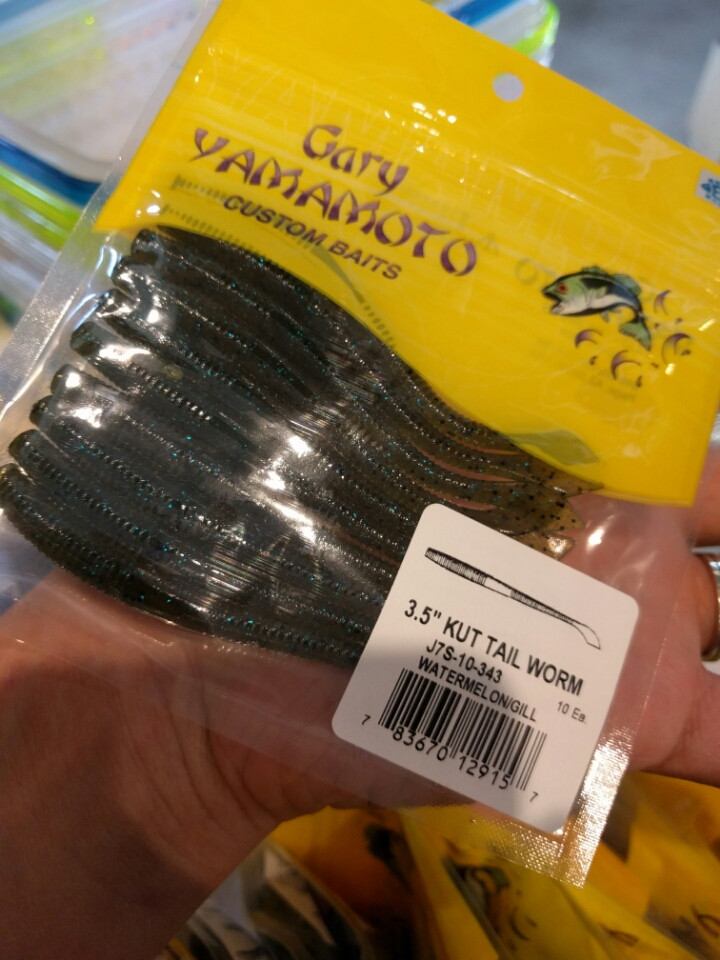 Gary
YAMAMOTO
CUSTOM BAITS
3.5" KUT TAIL WORM
J7S-10-343
WATERMELON/GILL
10 Ea.
7 83670 12915 7